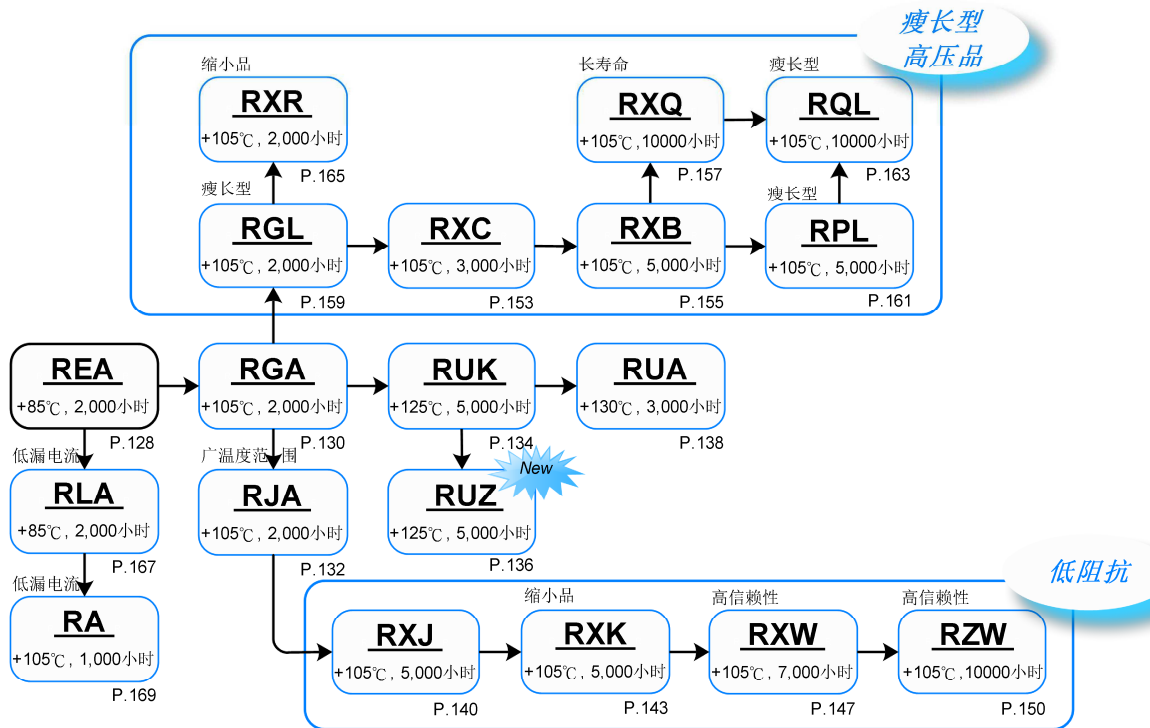 瘦长型
高压品
缩小品
RXR
+105℃, 2,000小时
P.165
长寿命
RXQ
+105℃,10000小时
P.157
瘦长型
RQL
+105℃,10000小时
P.163
瘦长型
RGL
+105℃, 2,000小时
P.159
RXC
+105℃, 3,000小时
P.153
RXB
+105℃, 5,000小时
P.155
瘦长型
RPL
+105℃, 5,000小时
P.161
REA
+85℃, 2,000小时
P.128
RGA
+105℃, 2,000小时
P.130
RUK
+125℃, 5,000小时
P.134
RUA
+130℃, 3,000小时
P.138
低漏电流
RLA
+85℃, 2,000小时
P.167
广温度范围
RJA
+105℃, 2,000小时
P.132
New
RUZ
+125℃, 5,000小时
P.136
低漏电流
RA
+105℃, 1,000小时
P.169
低阻抗
RXJ
+105℃, 5,000小时
P.140
缩小品
RXK
+105℃, 5,000小时
P.143
高信赖性
RXW
+105℃, 7,000小时
P.147
高信赖性
RZW
+105℃,10000小时
P.150